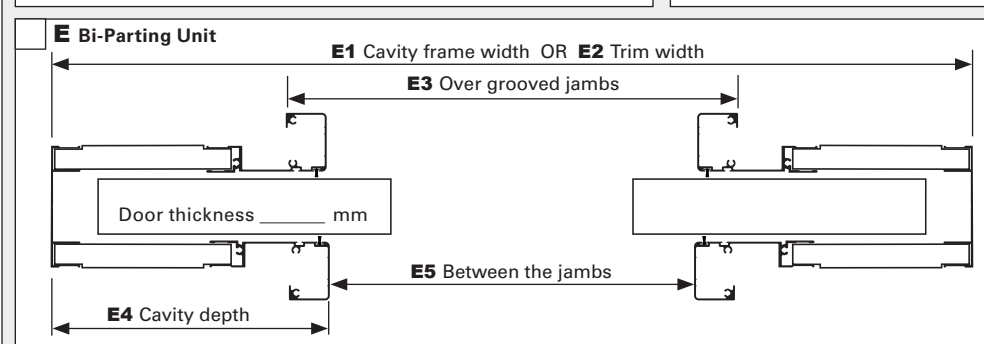 E Bi-Parting Unit
E1 Cavity frame width OR E2 Trim width
E3 Over grooved jambs
Door thickness _______ mm
E5 Between the jambs
E4 Cavity depth